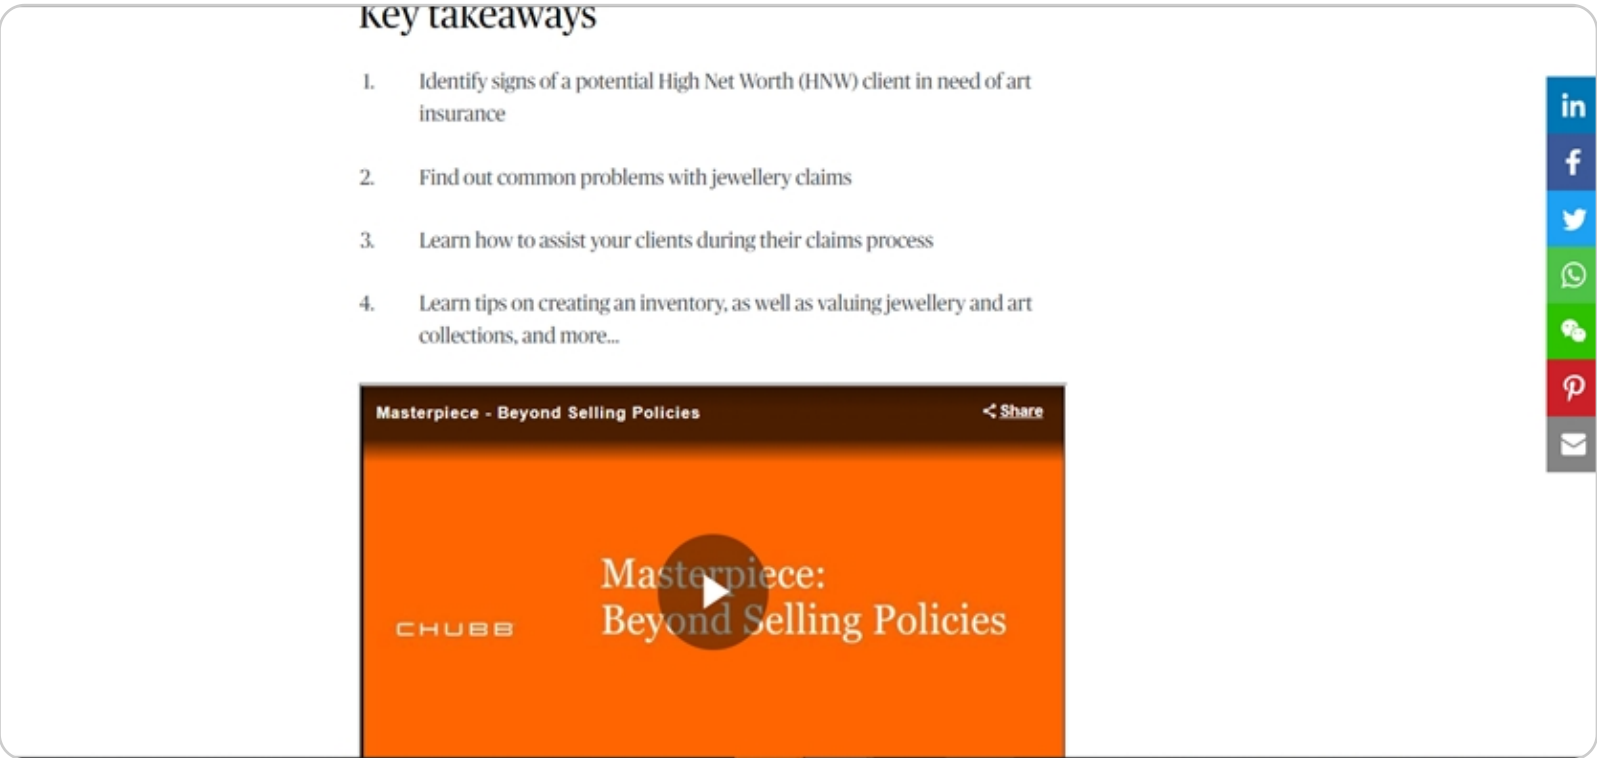 Key takeaways
1. Identify signs of a potential High Net Worth (HNW) client in need of art
insurance
2. Find out common problems with jewellery claims
3. Learn how to assist your clients during their claims process
4. Learn tips on creating an inventory, as well as valuing jewellery and art
collections, and more...
Masterpiece - Beyond Selling Policies
Share
Masterpiece:
Beyond Selling Policies
CHUBB
in
f